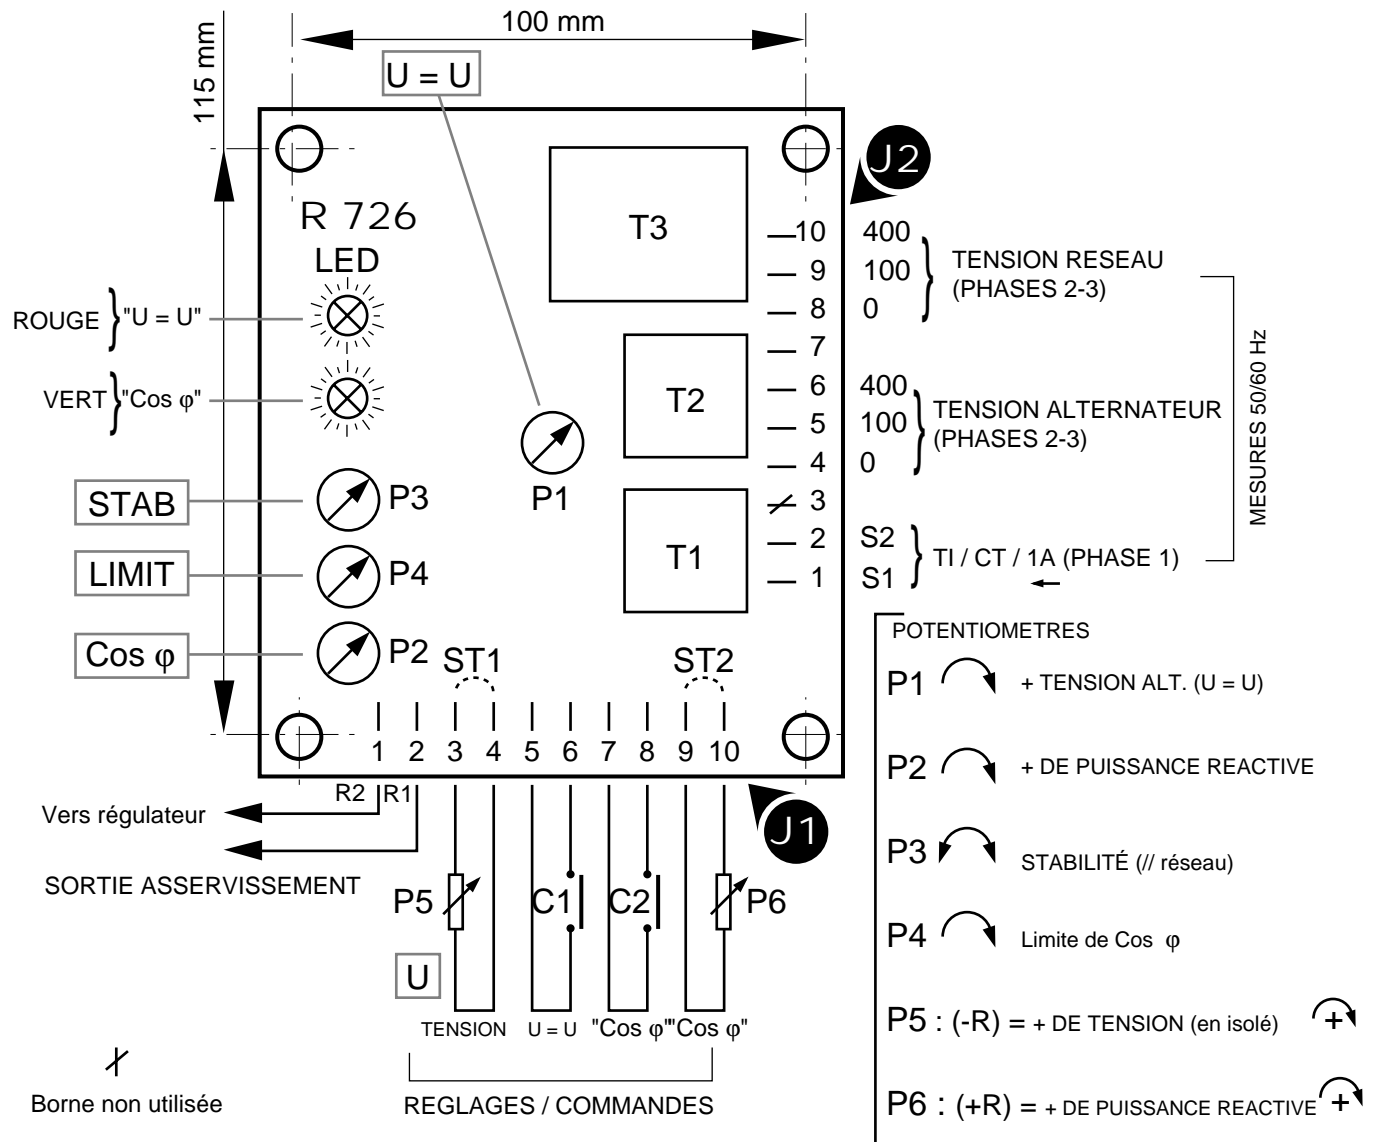 100 mm
115 mm
U = U
J2
R 726
LED
T3
10 400
9 100
8 0
TENSION RESEAU
(PHASES 2-3)
ROUGE } "U = U"
7
VERT } "Cos φ"
T2
6 400
5 100
4 0
TENSION ALTERNATEUR
(PHASES 2-3)
MESURES 50/60 Hz
P1
STAB
P3
3
LIMIT
P4
T1
2 S2
1 S1
TI / CT / 1A (PHASE 1)
Cos φ
P2
ST1
ST2
1 2 3 4 5 6 7 8 9 10
R2 R1
J1
Vers régulateur
SORTIE ASSERVISSEMENT
P5
C1
C2
P6
U
TENSION
U = U
"Cos φ"
"Cos φ"
REGLAGES / COMMANDES
Borne non utilisée
POTENTIOMETRES
P1 + TENSION ALT. (U = U)
P2 + DE PUISSANCE REACTIVE
P3 STABILITÉ (// réseau)
P4 Limite de Cos φ
P5 : (-R) = + DE TENSION (en isolé) +
P6 : (+R) = + DE PUISSANCE REACTIVE +